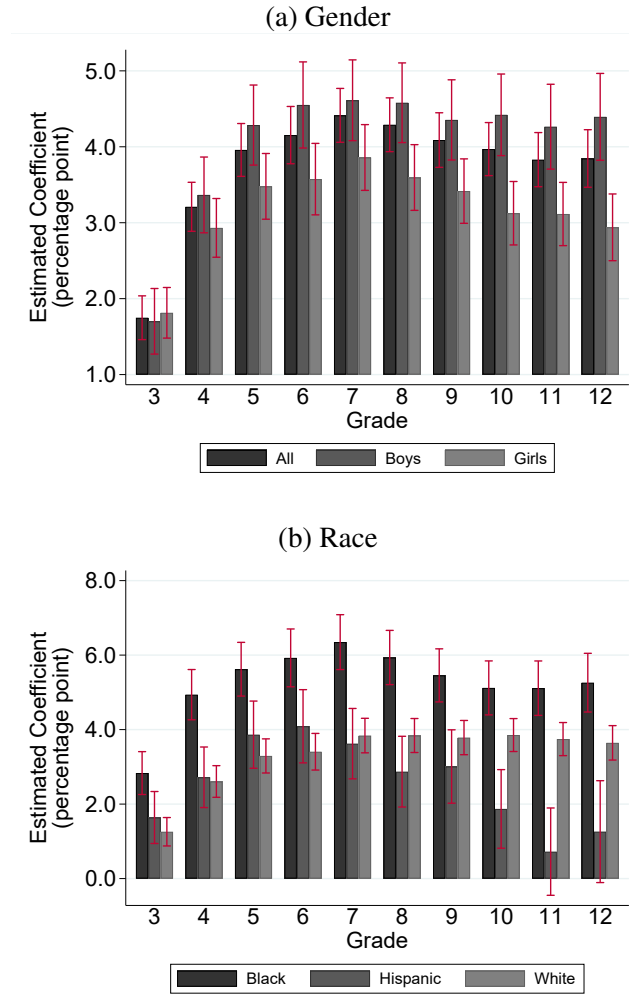 (a) Gender
5.0
4.0
3.0
2.0
1.0
Estimated Coefficient
(percentage point)
3 4 5 6 7 8 9 10 11 12
Grade
All Boys Girls
(b) Race
8.0
6.0
4.0
2.0
0.0
Estimated Coefficient
(percentage point)
3 4 5 6 7 8 9 10 11 12
Grade
Black Hispanic White